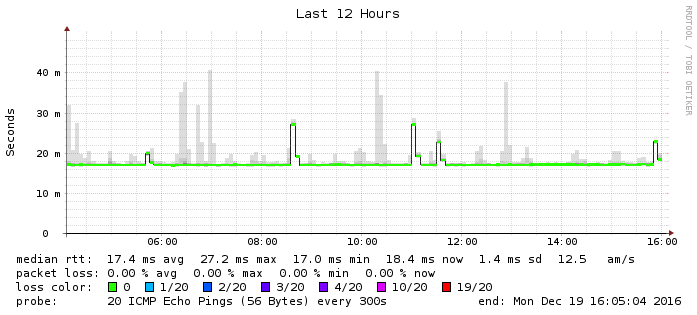 Last 12 Hours
RRDTOOL / TOBI OETIKER
Seconds
40 m
30 m
20 m
10 m
0
06:00 08:00 10:00 12:00 14:00 16:00
median rtt: 17.4 ms avg 27.2 ms max 17.0 ms min 18.4 ms now 1.4 ms sd 12.5 am/s
packet loss: 0.00 % avg 0.00 % max 0.00 % min 0.00 % now
loss color: 0 1/20 2/20 3/20 4/20 10/20 19/20
probe: 20 ICMP Echo Pings (56 Bytes) every 300s end: Mon Dec 19 16:05:04 2016